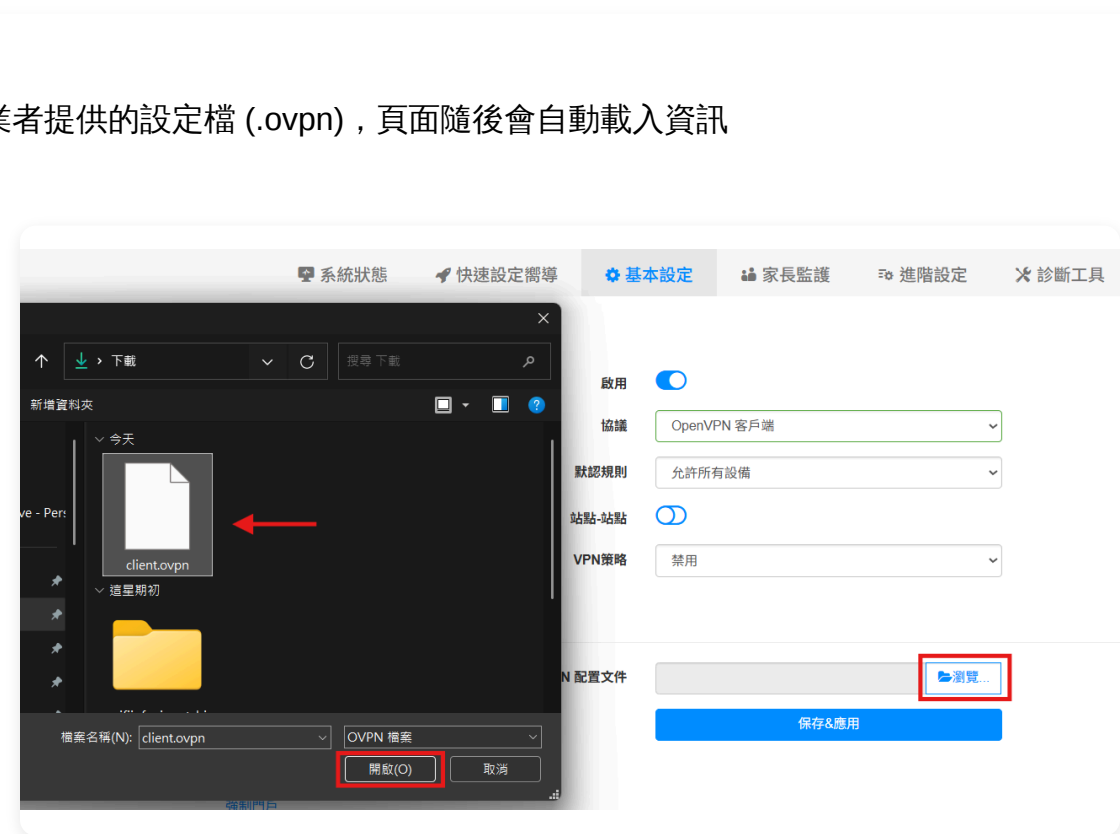 業者提供的設定檔 (.ovpn)，頁面隨後會自動載入資訊
系統狀態 快速設定嚮導 基本設定 家長監護 進階設定 診斷工具
下載
搜尋 下載
新增資料夾
今天
client.ovpn
這星期初
ve - Pers
檔案名稱(N): client.ovpn OVPN 檔案
開啟(O) 取消
強制門戶
啟用
協議 OpenVPN 客戶端
默認規則 允許所有設備
站點-站點
VPN策略 禁用
N 配置文件 瀏覽...
保存&應用